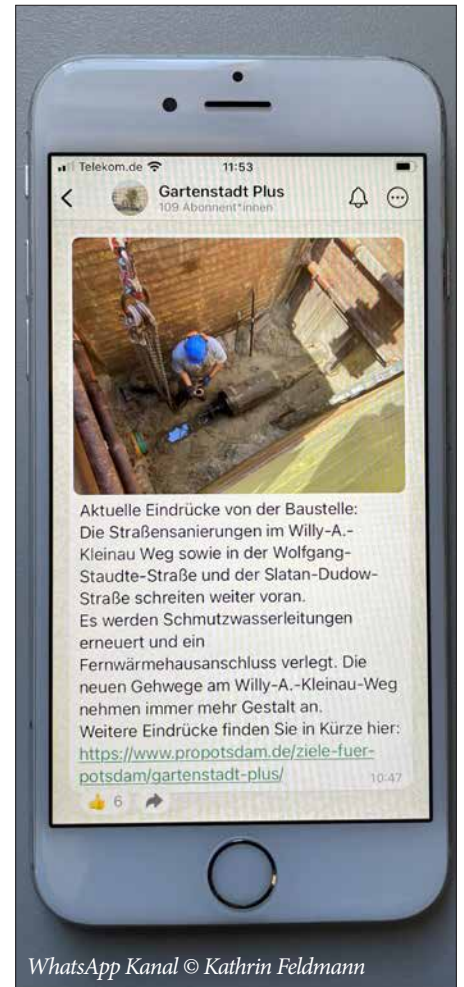 Telekom.de 11:53
Gartenstadt Plus
109 Abonnent*innen
Aktuelle Eindrücke von der Baustelle:
Die Straßensanierungen im Willy-A.-
Kleinau Weg sowie in der Wolfgang-
Staudte-Straße und der Slatan-Dudow-
Straße schreiten weiter voran.
Es werden Schmutzwasserleitungen
erneuert und ein
Fernwärmehausanschluss verlegt. Die
neuen Gehwege am Willy-A.-Kleinau-Weg
nehmen immer mehr Gestalt an.
Weitere Eindrücke finden Sie in Kürze hier:
https://www.propotsdam.de/ziele-fuer-
potsdam/gartenstadt-plus/ 10:47
👍 6
WhatsApp Kanal © Kathrin Feldmann